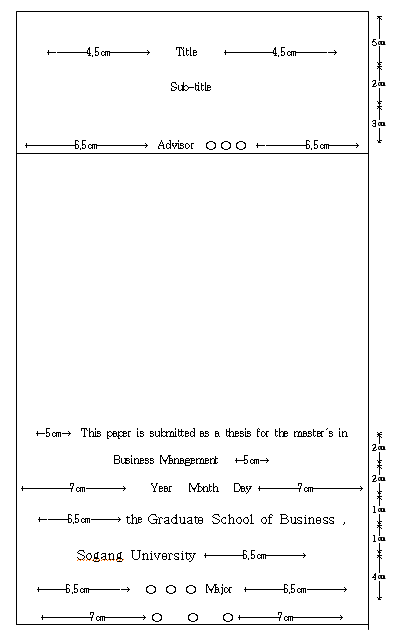 4.5cm Title 4.5cm
Sub-title
6.5cm Advisor ○○○ 6.5cm
5cm
2cm
3cm
5cm This paper is submitted as a thesis for the master's in
Business Management 5cm
7cm Year Month Day 7cm
6.5cm the Graduate School of Business ,
Sogang University 6.5cm
6.5cm ○ ○ ○ Major 6.5cm
7cm ○ ○ ○ 7cm
2cm
2cm
1cm
1cm
4cm